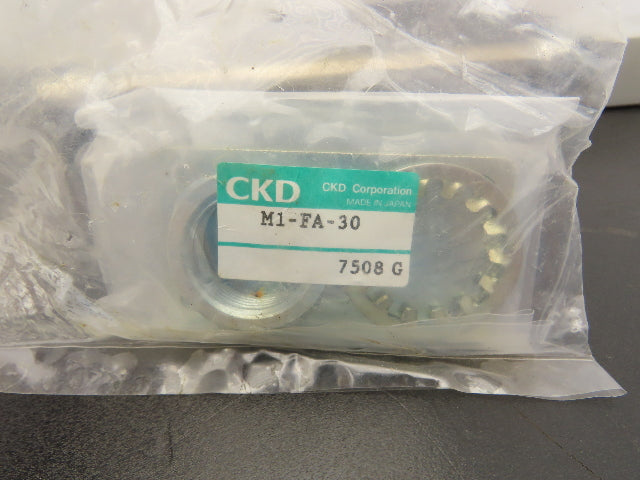 CKD CKD Corporation
MADE IN JAPAN
M1-FA-30
7508 G